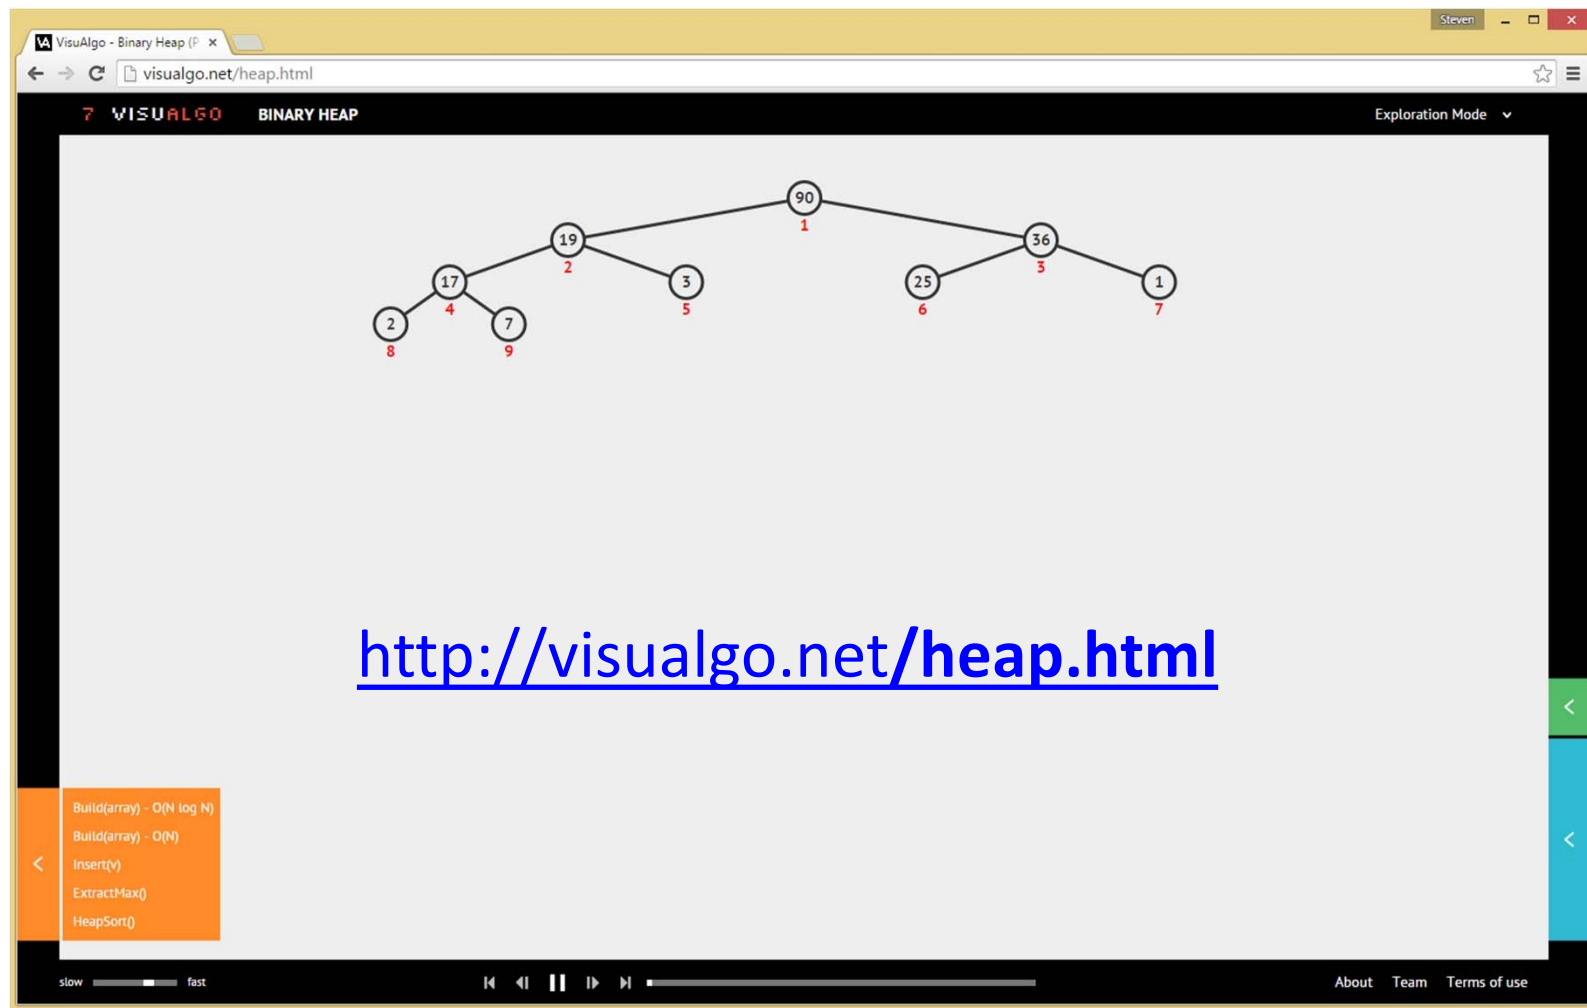 Steven
VisuAlgo - Binary Heap (P
visualgo.net/heap.html
7 VISUALGO BINARY HEAP Exploration Mode
90
1
19 36
2 3
17 3 25 1
4 5 6 7
2 7
8 9
http://visualgo.net/heap.html
Build(array) - O(N log N)
Build(array) - O(N)
Insert(v)
ExtractMax()
HeapSort()
slow fast About Team Terms of use